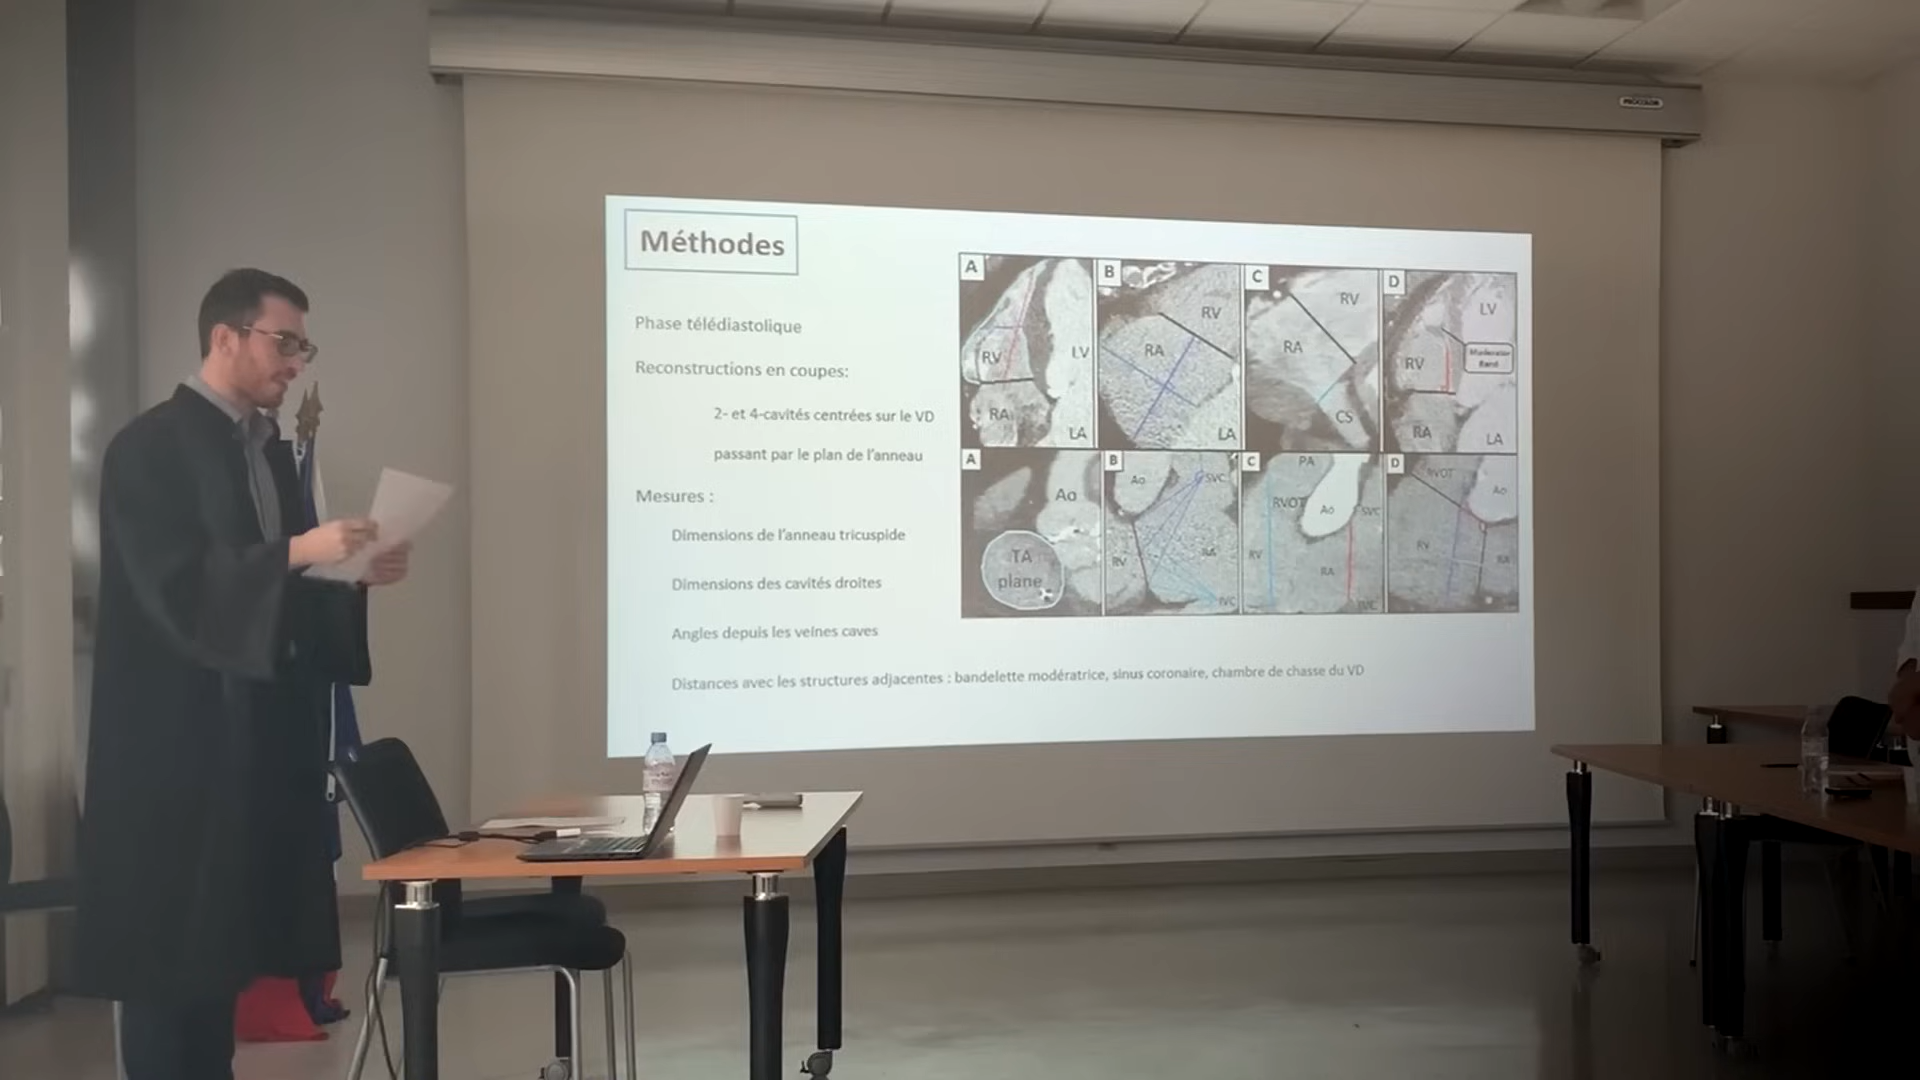 PROCOLOR
Méthodes
Phase télédiastolique
Reconstructions en coupes:
2- et 4-cavités centrées sur le VD
passant par le plan de l'anneau
Mesures :
Dimensions de l'anneau tricuspide
Dimensions des cavités droites
Angles depuis les veines caves
Distances avec les structures adjacentes : bandelette modératrice, sinus coronaire, chambre de chasse du VD
A
RV
LV
RA
LA
B
RV
RA
LA
C
RV
RA
CS
D
LV
RV
Moderator
Band
RA
LA
A
Ao
TA
plane
B
Ao
SVC
RV
RA
IVC
C
PA
RVOT
Ao
SVC
RV
RA
IVC
D
RVOT
Ao
RV
RA